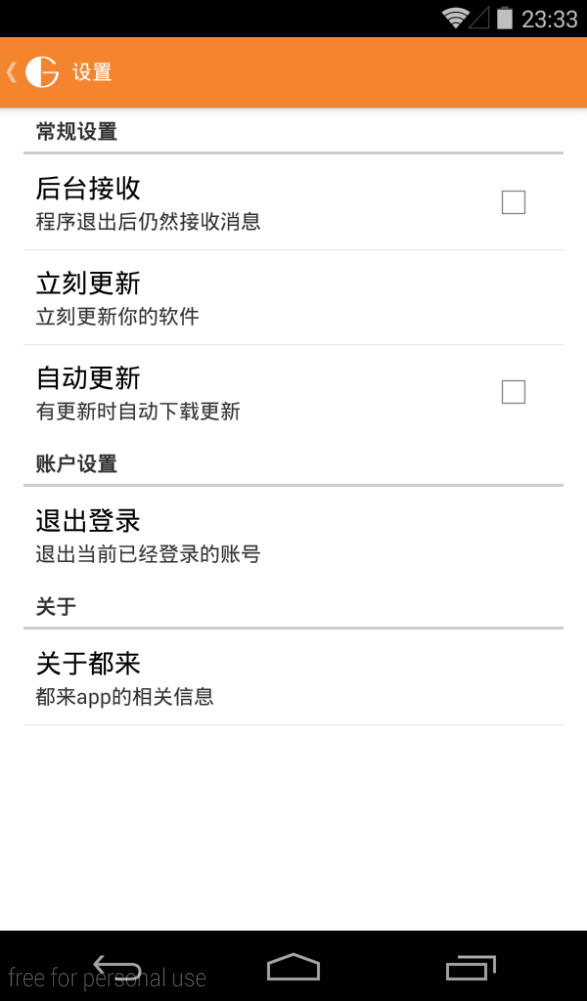 23:33
设置
常规设置
后台接收
程序退出后仍然接收消息
立刻更新
立刻更新你的软件
自动更新
有更新时自动下载更新
账户设置
退出登录
退出当前已经登录的账号
关于
关于都来
都来app的相关信息
free for personal use